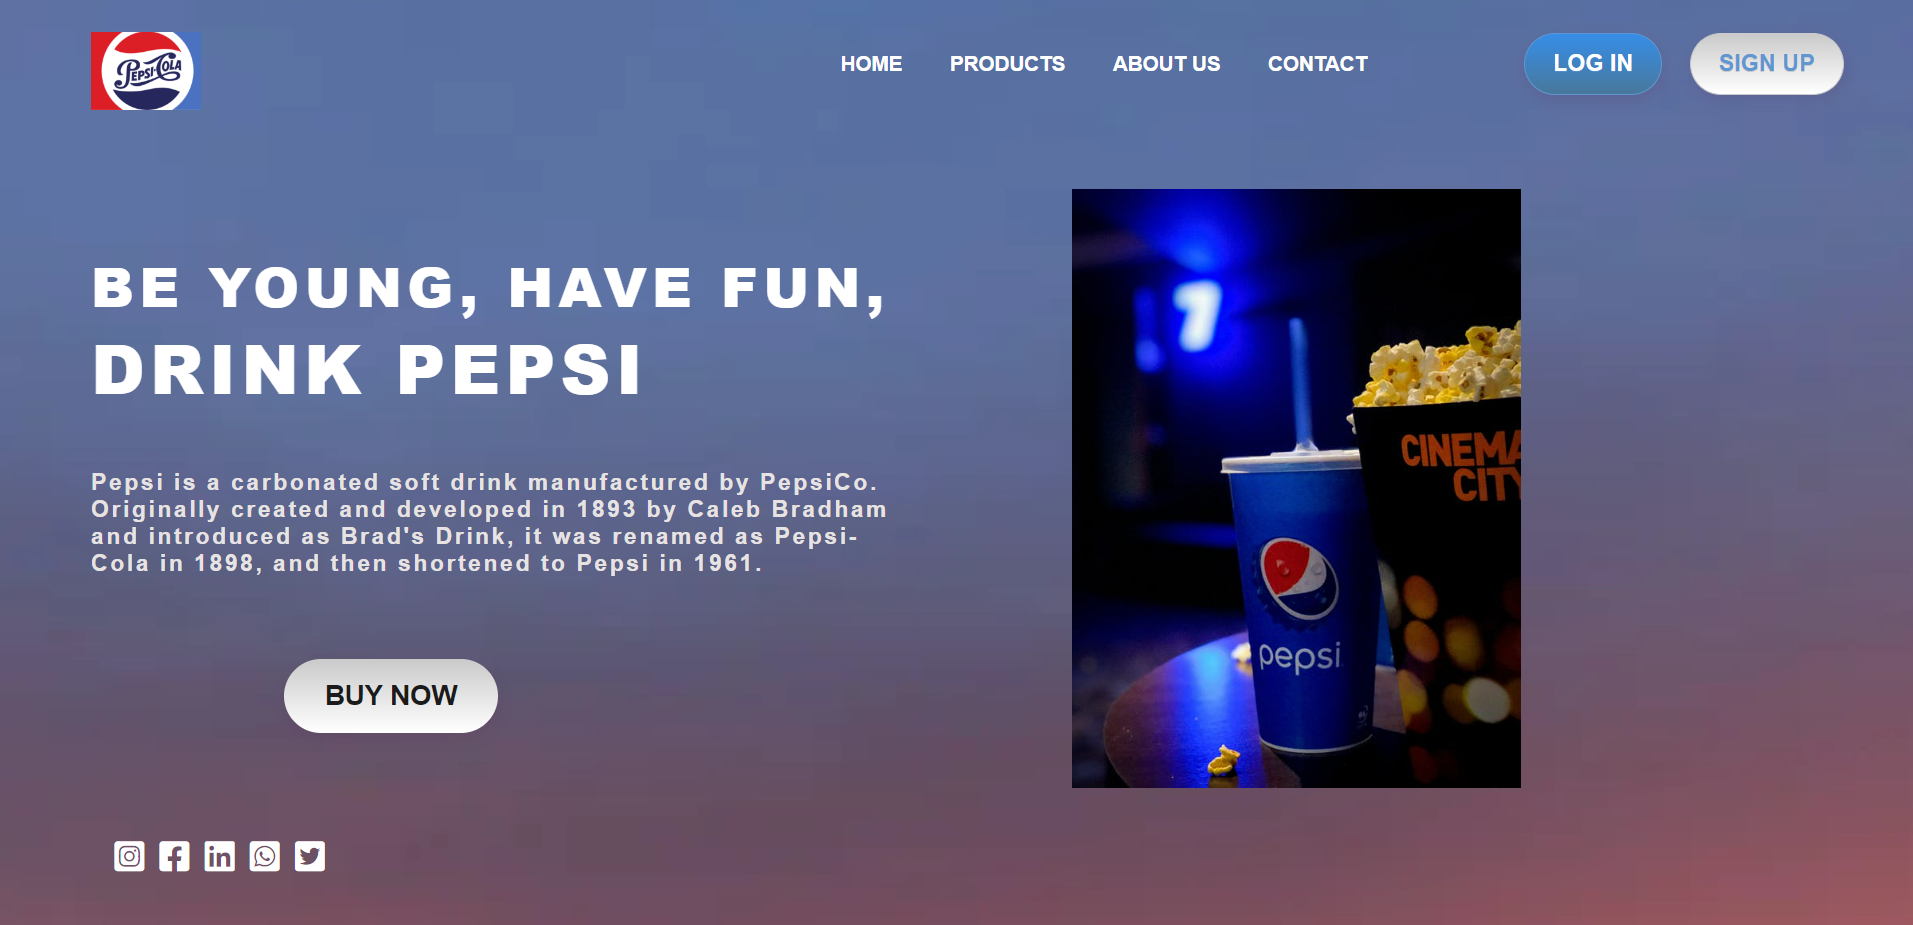 PEPSI-COLA
HOME PRODUCTS ABOUT US CONTACT LOG IN SIGN UP
BE YOUNG, HAVE FUN,
DRINK PEPSI
Pepsi is a carbonated soft drink manufactured by PepsiCo.
Originally created and developed in 1893 by Caleb Bradham
and introduced as Brad's Drink, it was renamed as Pepsi-
Cola in 1898, and then shortened to Pepsi in 1961.
BUY NOW
7
CINEMA
CITY
pepsi